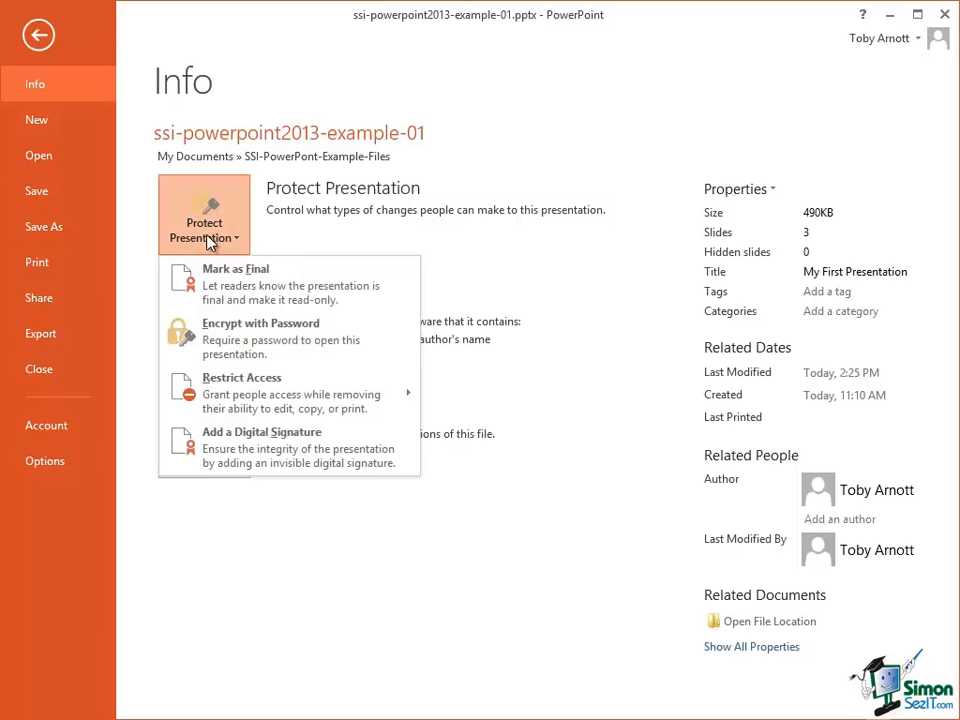 ssi-powerpoint2013-example-01.pptx - PowerPoint
?
Toby Arnott
Info
New
Open
Save
Save As
Print
Share
Export
Close
Account
Options
Info
ssi-powerpoint2013-example-01
My Documents » SSI-PowerPont-Example-Files
Protect
Presentation
Protect Presentation
Control what types of changes people can make to this presentation.
Mark as Final
Let readers know the presentation is
final and make it read-only.
Encrypt with Password
Require a password to open this
presentation.
Restrict Access
Grant people access while removing
their ability to edit, copy, or print.
Add a Digital Signature
Ensure the integrity of the presentation
by adding an invisible digital signature.
ware that it contains:
author's name
ions of this file.
Properties
Size 490KB
Slides 3
Hidden slides 0
Title My First Presentation
Tags Add a tag
Categories Add a category
Related Dates
Last Modified Today, 2:25 PM
Created Today, 11:10 AM
Last Printed
Related People
Author Toby Arnott
Add an author
Last Modified By Toby Arnott
Related Documents
Open File Location
Show All Properties
Simon
SezIT.com